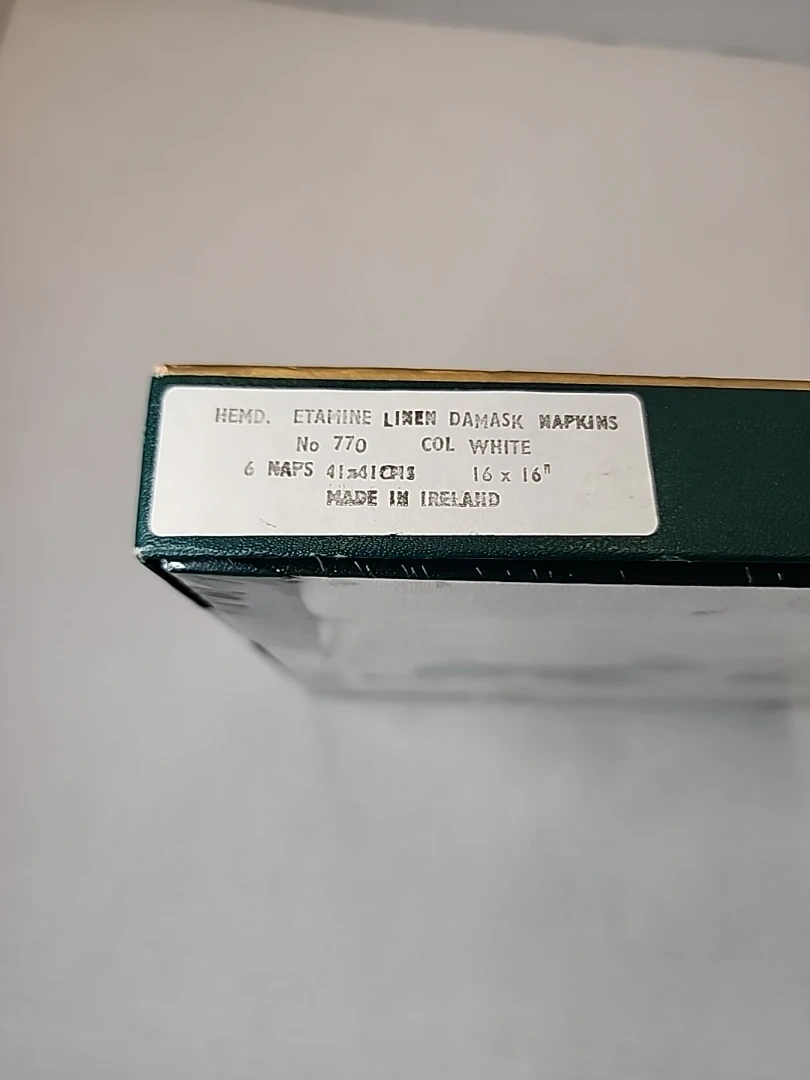 HEMD. ETAMINE LINEN DAMASK NAPKINS
No 770 COL WHITE
6 NAPS 41x41CMS 16 x 16"
MADE IN IRELAND